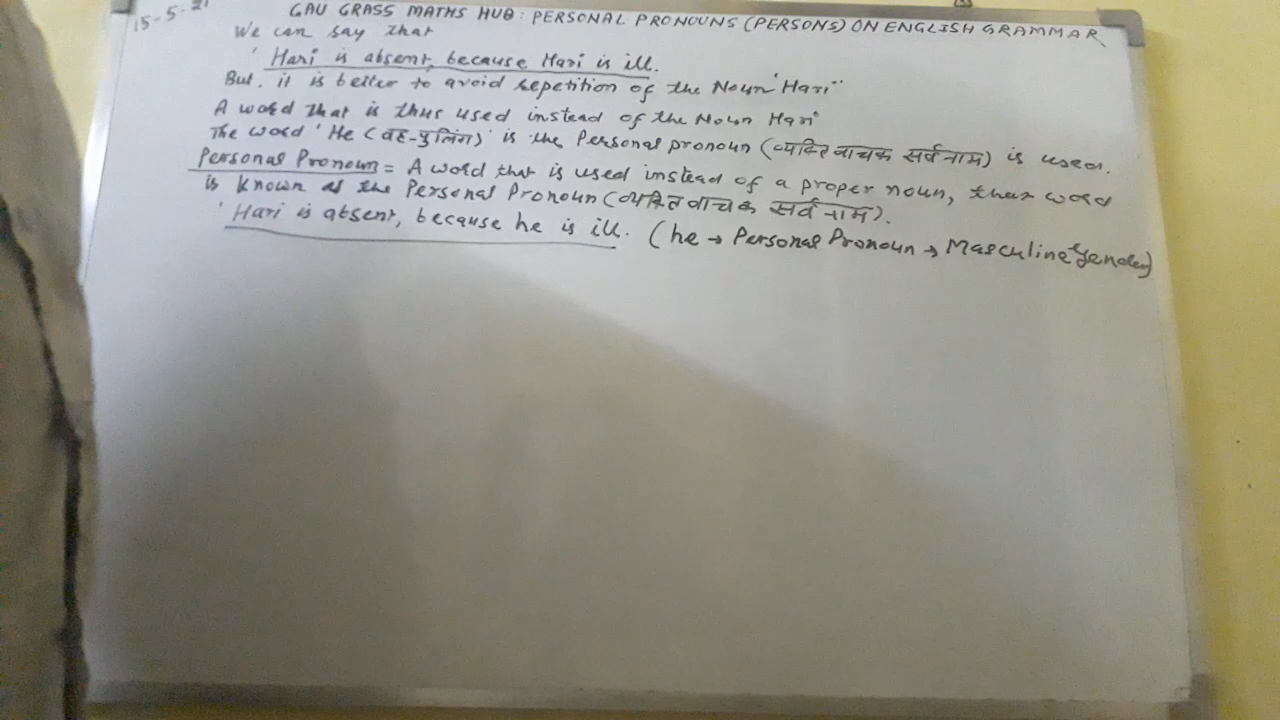 15-5-21
GAU GRASS MATHS HUB: PERSONAL PRONOUNS (PERSONS) ON ENGLISH GRAMMAR
We can say that
' Hari is absent, because Hari is ill.
But, it is better to avoid repetition of the Noun 'Hari"
A word that is thus used instead of the Noun Hari'
The word 'He (वह-पुलिंग)' is the Personal pronoun (व्यक्ति वाचक सर्वनाम) is used.
Personal Pronoun = A word that is used instead of a proper noun, that word
is known as the Personal Pronoun (व्यक्ति वाचक सर्वनाम).
' Hari is absent, because he is ill. (he → Personal Pronoun → Masculine Gender)